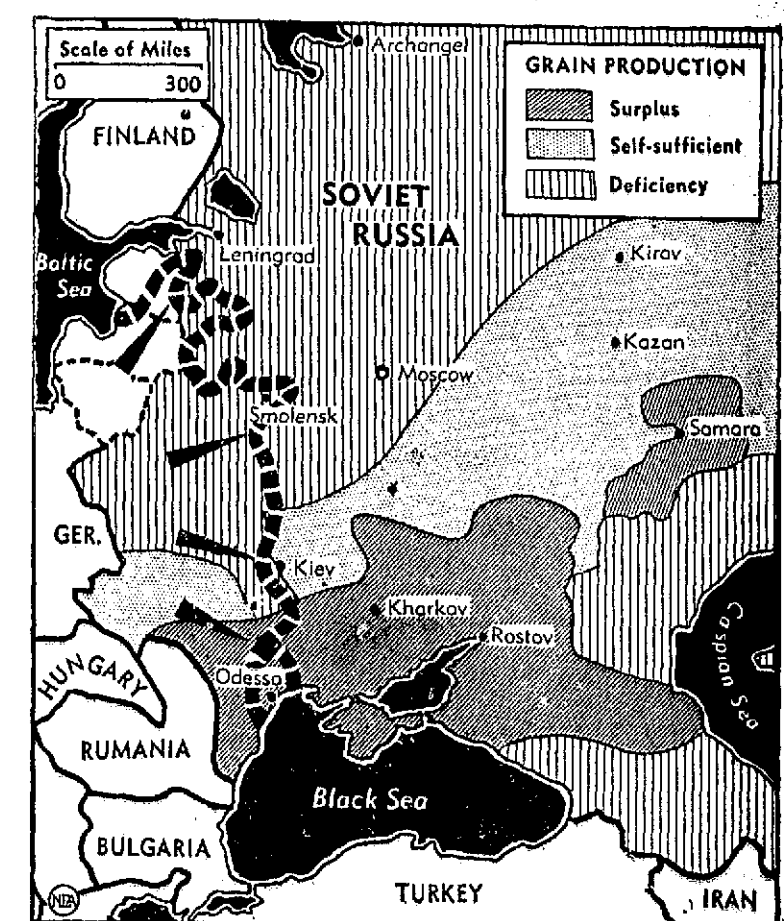 Scale of Miles
0 300
Archangel
GRAIN PRODUCTION
Surplus
Self-sufficient
Deficiency
FINLAND
SOVIET
RUSSIA
Leningrad
Kirov
Baltic
Sea
Kazan
Moscow
Smolensk
Samara
GER.
Kiev
Kharkov
Rostov
Caspian Sea
HUNGARY
Odessa
RUMANIA
Black Sea
BULGARIA
NEA
TURKEY
IRAN